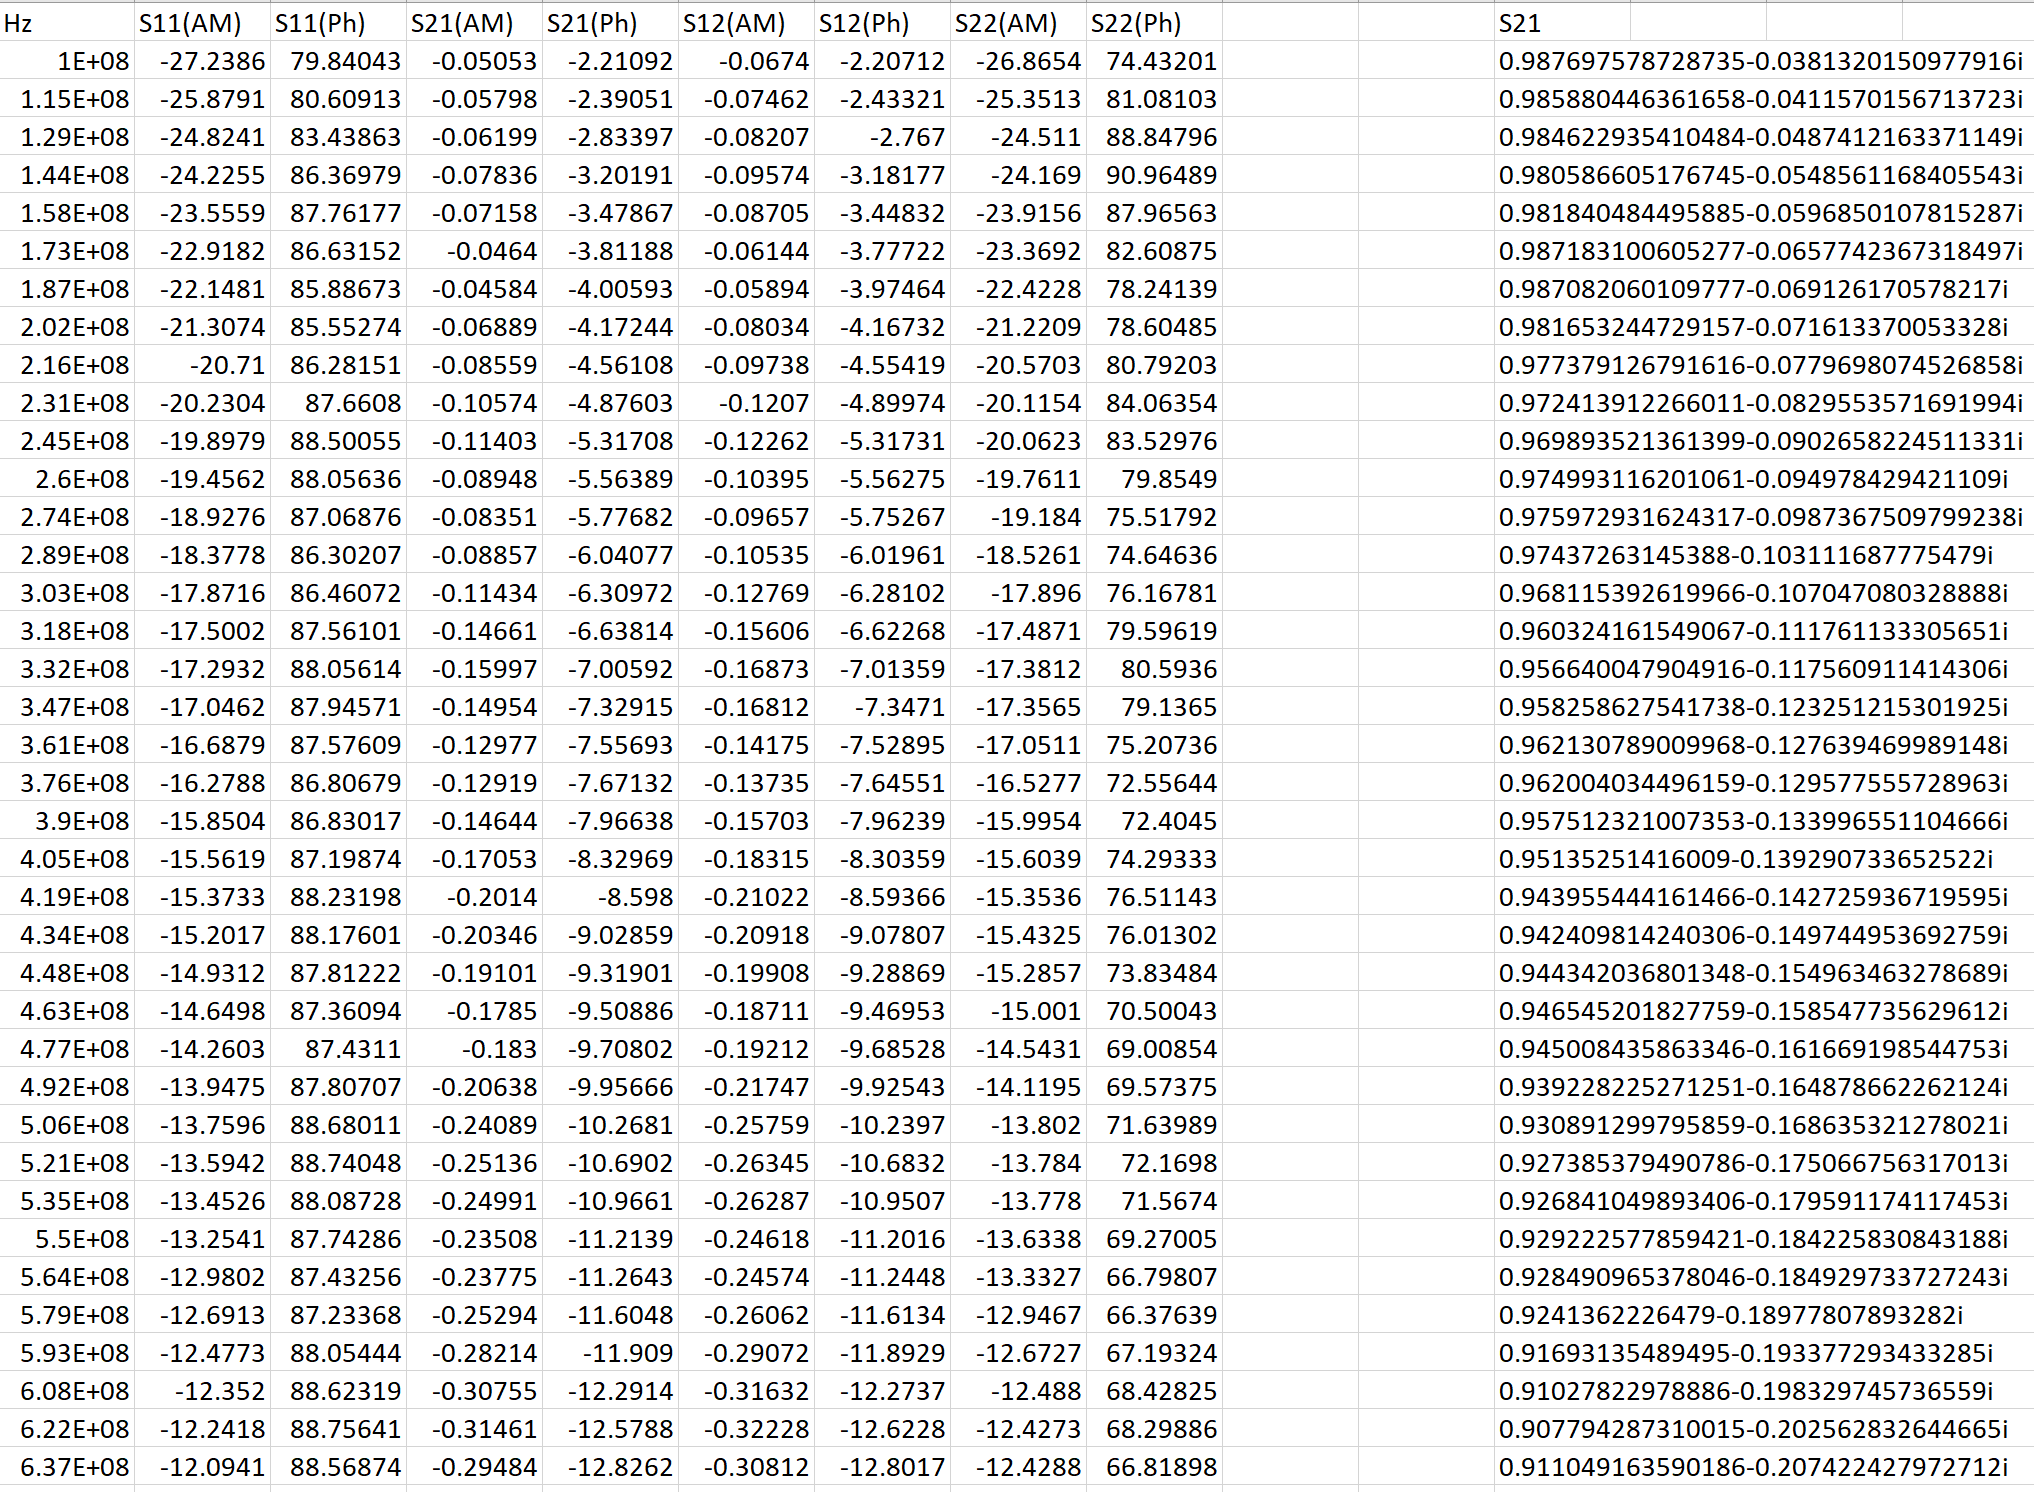 Hz S11(AM) S11(Ph) S21(AM) S21(Ph) S12(AM) S12(Ph) S22(AM) S22(Ph) S21
1E+08 -27.2386 79.84043 -0.05053 -2.21092 -0.0674 -2.20712 -26.8654 74.43201 0.987697578728735-0.0381320150977916i
1.15E+08 -25.8791 80.60913 -0.05798 -2.39051 -0.07462 -2.43321 -25.3513 81.08103 0.985880446361658-0.0411570156713723i
1.29E+08 -24.8241 83.43863 -0.06199 -2.83397 -0.08207 -2.767 -24.511 88.84796 0.984622935410484-0.0487412163371149i
1.44E+08 -24.2255 86.36979 -0.07836 -3.20191 -0.09574 -3.18177 -24.169 90.96489 0.980586605176745-0.0548561168405543i
1.58E+08 -23.5559 87.76177 -0.07158 -3.47867 -0.08705 -3.44832 -23.9156 87.96563 0.981840484495885-0.0596850107815287i
1.73E+08 -22.9182 86.63152 -0.0464 -3.81188 -0.06144 -3.77722 -23.3692 82.60875 0.987183100605277-0.0657742367318497i
1.87E+08 -22.1481 85.88673 -0.04584 -4.00593 -0.05894 -3.97464 -22.4228 78.24139 0.987082060109777-0.069126170578217i
2.02E+08 -21.3074 85.55274 -0.06889 -4.17244 -0.08034 -4.16732 -21.2209 78.60485 0.981653244729157-0.071613370053328i
2.16E+08 -20.71 86.28151 -0.08559 -4.56108 -0.09738 -4.55419 -20.5703 80.79203 0.977379126791616-0.0779698074526858i
2.31E+08 -20.2304 87.6608 -0.10574 -4.87603 -0.1207 -4.89974 -20.1154 84.06354 0.972413912266011-0.0829553571691994i
2.45E+08 -19.8979 88.50055 -0.11403 -5.31708 -0.12262 -5.31731 -20.0623 83.52976 0.969893521361399-0.0902658224511331i
2.6E+08 -19.4562 88.05636 -0.08948 -5.56389 -0.10395 -5.56275 -19.7611 79.8549 0.974993116201061-0.094978429421109i
2.74E+08 -18.9276 87.06876 -0.08351 -5.77682 -0.09657 -5.75267 -19.184 75.51792 0.975972931624317-0.0987367509799238i
2.89E+08 -18.3778 86.30207 -0.08857 -6.04077 -0.10535 -6.01961 -18.5261 74.64636 0.97437263145388-0.103111687775479i
3.03E+08 -17.8716 86.46072 -0.11434 -6.30972 -0.12769 -6.28102 -17.896 76.16781 0.968115392619966-0.107047080328888i
3.18E+08 -17.5002 87.56101 -0.14661 -6.63814 -0.15606 -6.62268 -17.4871 79.59619 0.960324161549067-0.111761133305651i
3.32E+08 -17.2932 88.05614 -0.15997 -7.00592 -0.16873 -7.01359 -17.3812 80.5936 0.956640047904916-0.117560911414306i
3.47E+08 -17.0462 87.94571 -0.14954 -7.32915 -0.16812 -7.3471 -17.3565 79.1365 0.958258627541738-0.123251215301925i
3.61E+08 -16.6879 87.57609 -0.12977 -7.55693 -0.14175 -7.52895 -17.0511 75.20736 0.962130789009968-0.127639469989148i
3.76E+08 -16.2788 86.80679 -0.12919 -7.67132 -0.13735 -7.64551 -16.5277 72.55644 0.962004034496159-0.129577555728963i
3.9E+08 -15.8504 86.83017 -0.14644 -7.96638 -0.15703 -7.96239 -15.9954 72.4045 0.957512321007353-0.133996551104666i
4.05E+08 -15.5619 87.19874 -0.17053 -8.32969 -0.18315 -8.30359 -15.6039 74.29333 0.95135251416009-0.139290733652522i
4.19E+08 -15.3733 88.23198 -0.2014 -8.598 -0.21022 -8.59366 -15.3536 76.51143 0.943955444161466-0.142725936719595i
4.34E+08 -15.2017 88.17601 -0.20346 -9.02859 -0.20918 -9.07807 -15.4325 76.01302 0.942409814240306-0.149744953692759i
4.48E+08 -14.9312 87.81222 -0.19101 -9.31901 -0.19908 -9.28869 -15.2857 73.83484 0.944342036801348-0.154963463278689i
4.63E+08 -14.6498 87.36094 -0.1785 -9.50886 -0.18711 -9.46953 -15.001 70.50043 0.946545201827759-0.158547735629612i
4.77E+08 -14.2603 87.4311 -0.183 -9.70802 -0.19212 -9.68528 -14.5431 69.00854 0.945008435863346-0.161669198544753i
4.92E+08 -13.9475 87.80707 -0.20638 -9.95666 -0.21747 -9.92543 -14.1195 69.57375 0.939228225271251-0.164878662262124i
5.06E+08 -13.7596 88.68011 -0.24089 -10.2681 -0.25759 -10.2397 -13.802 71.63989 0.930891299795859-0.168635321278021i
5.21E+08 -13.5942 88.74048 -0.25136 -10.6902 -0.26345 -10.6832 -13.784 72.1698 0.927385379490786-0.175066756317013i
5.35E+08 -13.4526 88.08728 -0.24991 -10.9661 -0.26287 -10.9507 -13.778 71.5674 0.926841049893406-0.179591174117453i
5.5E+08 -13.2541 87.74286 -0.23508 -11.2139 -0.24618 -11.2016 -13.6338 69.27005 0.929222577859421-0.184225830843188i
5.64E+08 -12.9802 87.43256 -0.23775 -11.2643 -0.24574 -11.2448 -13.3327 66.79807 0.928490965378046-0.184929733727243i
5.79E+08 -12.6913 87.23368 -0.25294 -11.6048 -0.26062 -11.6134 -12.9467 66.37639 0.9241362226479-0.18977807893282i
5.93E+08 -12.4773 88.05444 -0.28214 -11.909 -0.29072 -11.8929 -12.6727 67.19324 0.91693135489495-0.193377293433285i
6.08E+08 -12.352 88.62319 -0.30755 -12.2914 -0.31632 -12.2737 -12.488 68.42825 0.91027822978886-0.198329745736559i
6.22E+08 -12.2418 88.75641 -0.31461 -12.5788 -0.32228 -12.6228 -12.4273 68.29886 0.907794287310015-0.202562832644665i
6.37E+08 -12.0941 88.56874 -0.29484 -12.8262 -0.30812 -12.8017 -12.4288 66.81898 0.911049163590186-0.207422427972712i